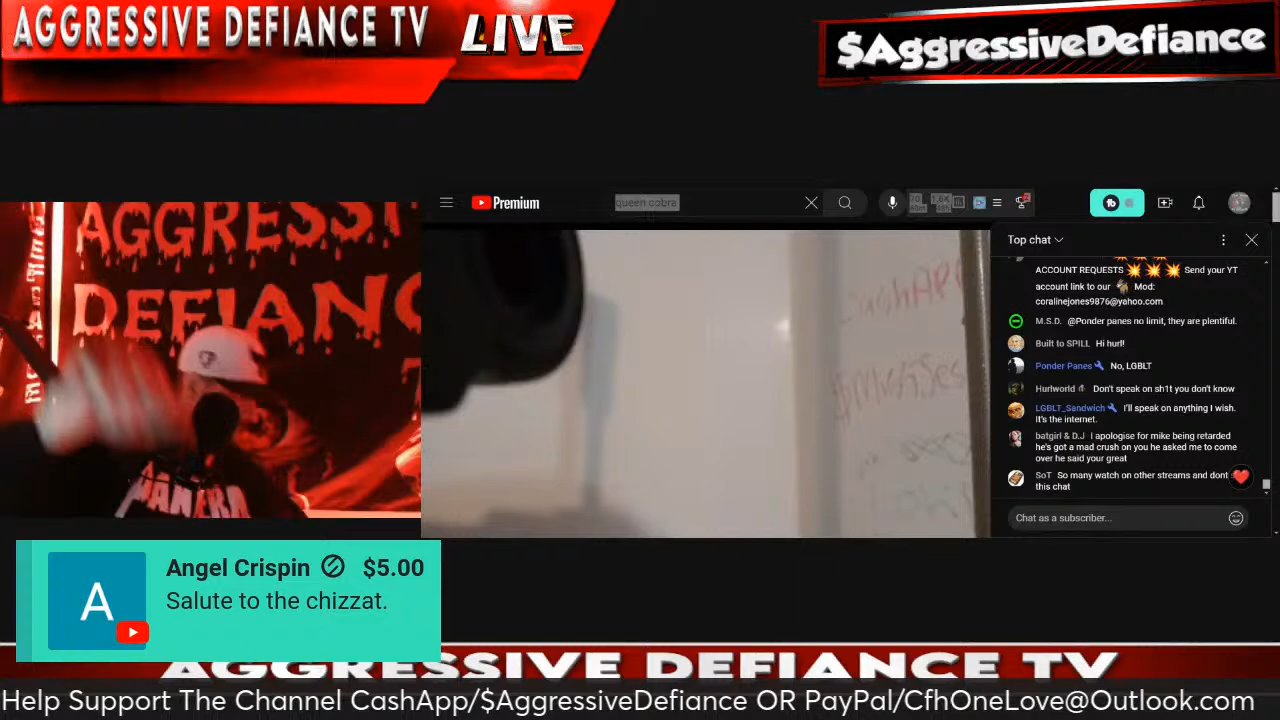 AGGRESSIVE DEFIANCE TV LIVE
$AggressiveDefiance
AGGRESSI
DEFIANC
Premium
queen cobra
Top chat
ACCOUNT REQUESTS 💥 💥 💥 Send your YT
account link to our Mod:
coralinejones9876@yahoo.com
M.S.D. @Ponder panes no limit, they are plentiful.
Built to SPILL Hi hurl!
Ponder Panes No, LGBLT
Hurlworld Don't speak on sh1t you don't know
LGBLT_Sandwich I'll speak on anything I wish.
It's the internet.
batgirl & D.J I apologise for mike being retarded
he's got a mad crush on you he asked me to come
over he said your great
SoT So many watch on other streams and dont
this chat
Chat as a subscriber...
Angel Crispin $5.00
Salute to the chizzat.
A
AGGRESSIVE DEFIANCE TV
Help Support The Channel CashApp/$AggressiveDefiance OR PayPal/CfhOneLove@Outlook.com